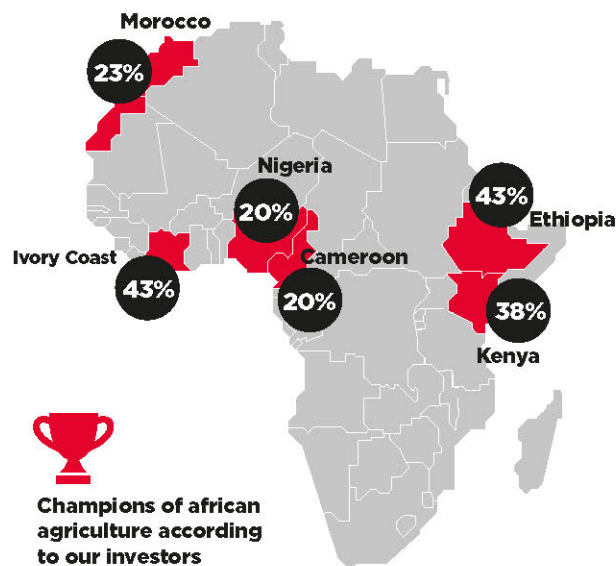 Morocco
23%
Nigeria
20%
43%
Ethiopia
Ivory Coast
43%
Cameroon
20%
38%
Kenya
Champions of african
agriculture according
to our investors